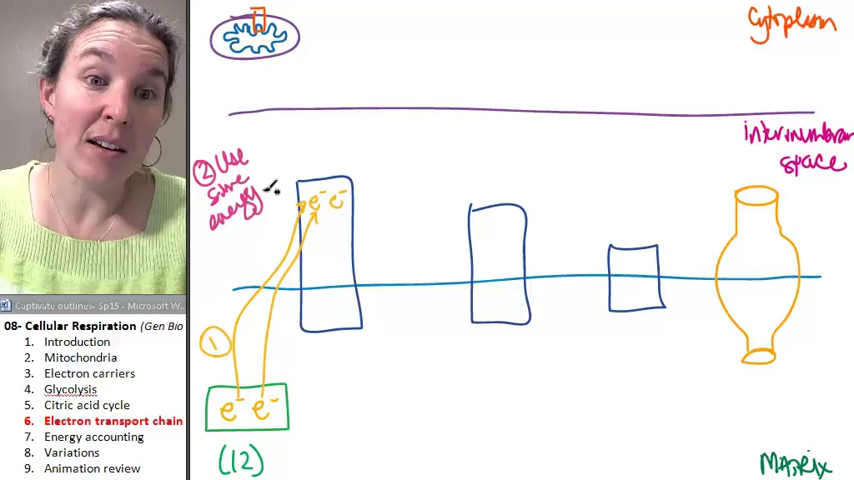 Cytoplasm
intermembrane
space
② Use
some
energy
e⁻ e⁻
1
e⁻ e⁻
(12)
MATRIX
Captivate outlines- Sp15 - Microsoft W.
08- Cellular Respiration (Gen Bio
1. Introduction
2. Mitochondria
3. Electron carriers
4. Glycolysis
5. Citric acid cycle
6. Electron transport chain
7. Energy accounting
8. Variations
9. Animation review